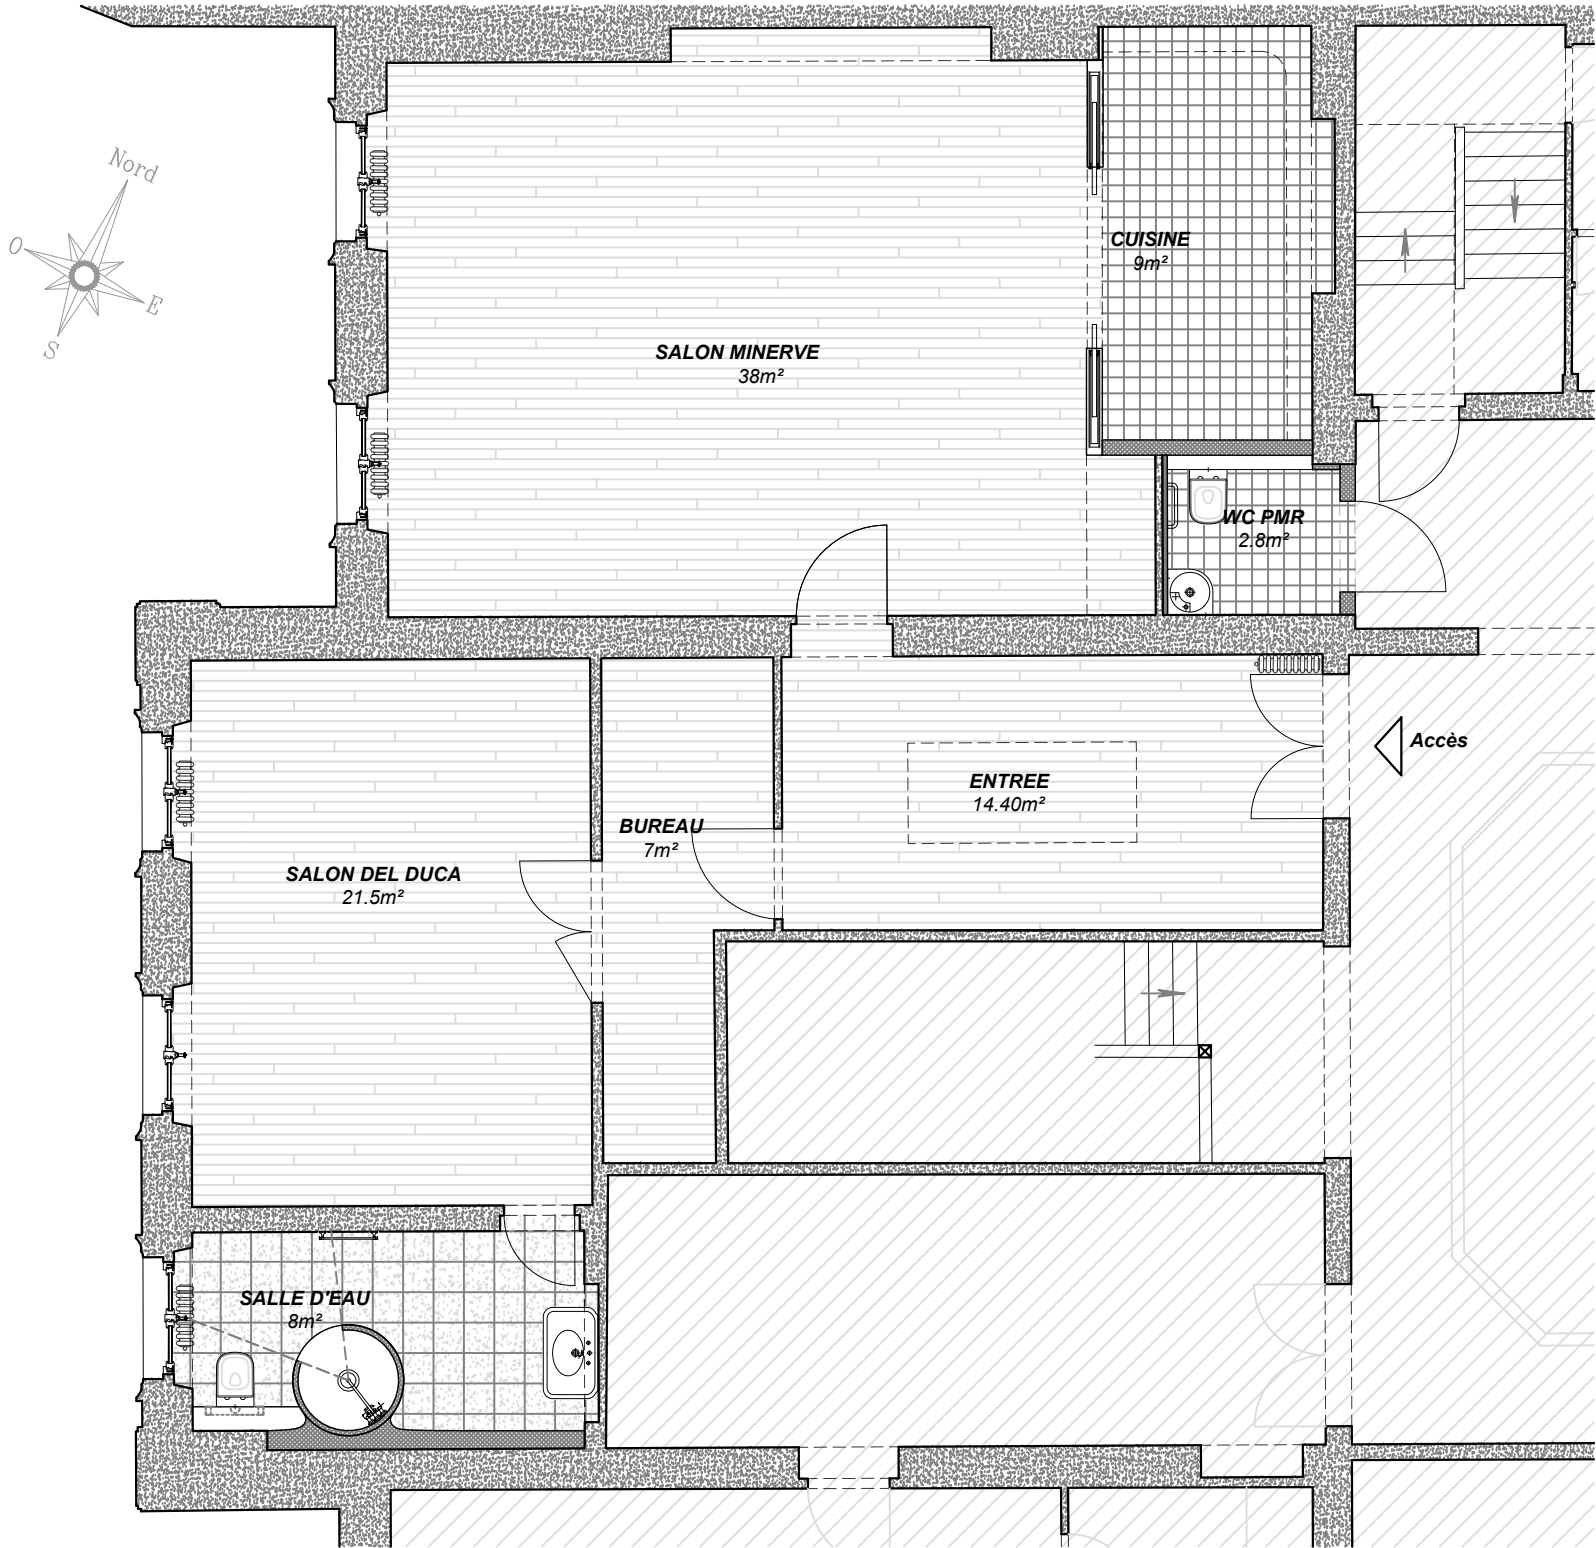 Nord
O
E
S
CUISINE
9m²
SALON MINERVE
38m²
WC PMR
2.8m²
Accès
ENTREE
14.40m²
BUREAU
7m²
SALON DEL DUCA
21.5m²
SALLE D'EAU
8m²